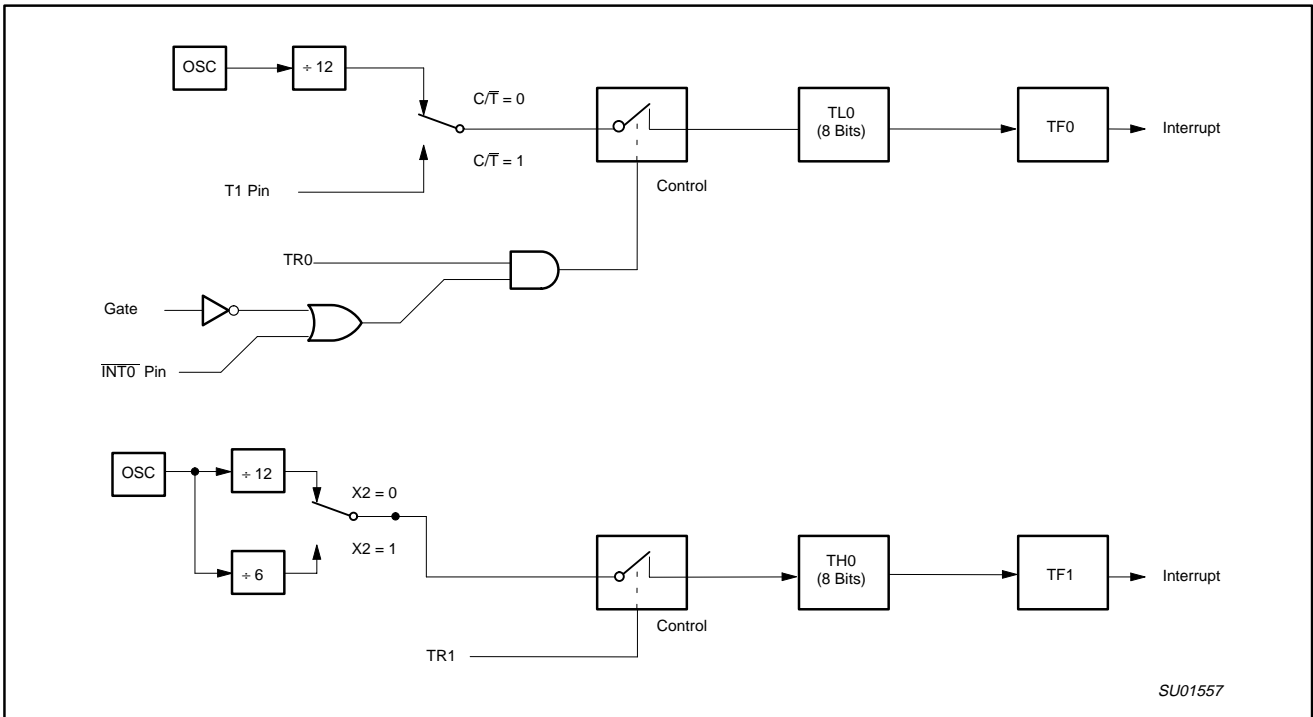 OSC
÷ 12
C/T̅ = 0
C/T̅ = 1
T1 Pin
Control
TL0
(8 Bits)
TF0
Interrupt
TR0
Gate
I̅N̅T̅0̅ Pin
OSC
÷ 12
÷ 6
X2 = 0
X2 = 1
Control
TR1
TH0
(8 Bits)
TF1
Interrupt
SU01557